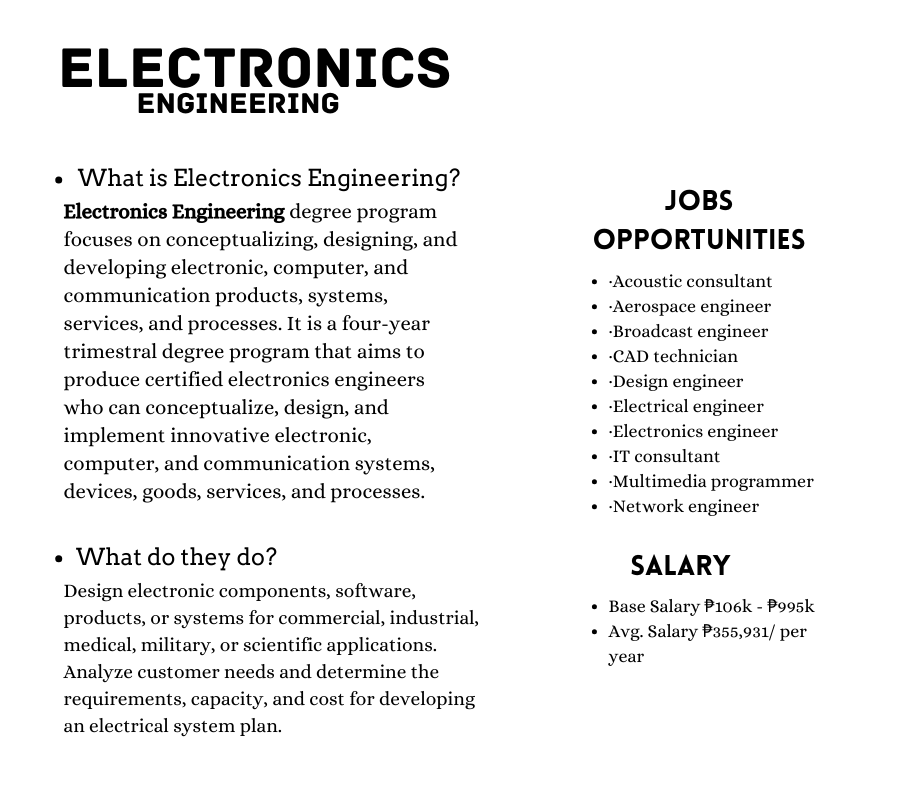 ELECTRONICS
ENGINEERING
• What is Electronics Engineering?
Electronics Engineering degree program
focuses on conceptualizing, designing, and
developing electronic, computer, and
communication products, systems,
services, and processes. It is a four-year
trimestral degree program that aims to
produce certified electronics engineers
who can conceptualize, design, and
implement innovative electronic,
computer, and communication systems,
devices, goods, services, and processes.
• What do they do?
Design electronic components, software,
products, or systems for commercial, industrial,
medical, military, or scientific applications.
Analyze customer needs and determine the
requirements, capacity, and cost for developing
an electrical system plan.
JOBS
OPPORTUNITIES
• ·Acoustic consultant
• ·Aerospace engineer
• ·Broadcast engineer
• ·CAD technician
• ·Design engineer
• ·Electrical engineer
• ·Electronics engineer
• ·IT consultant
• ·Multimedia programmer
• ·Network engineer
SALARY
• Base Salary ₱106k - ₱995k
• Avg. Salary ₱355,931/ per
year